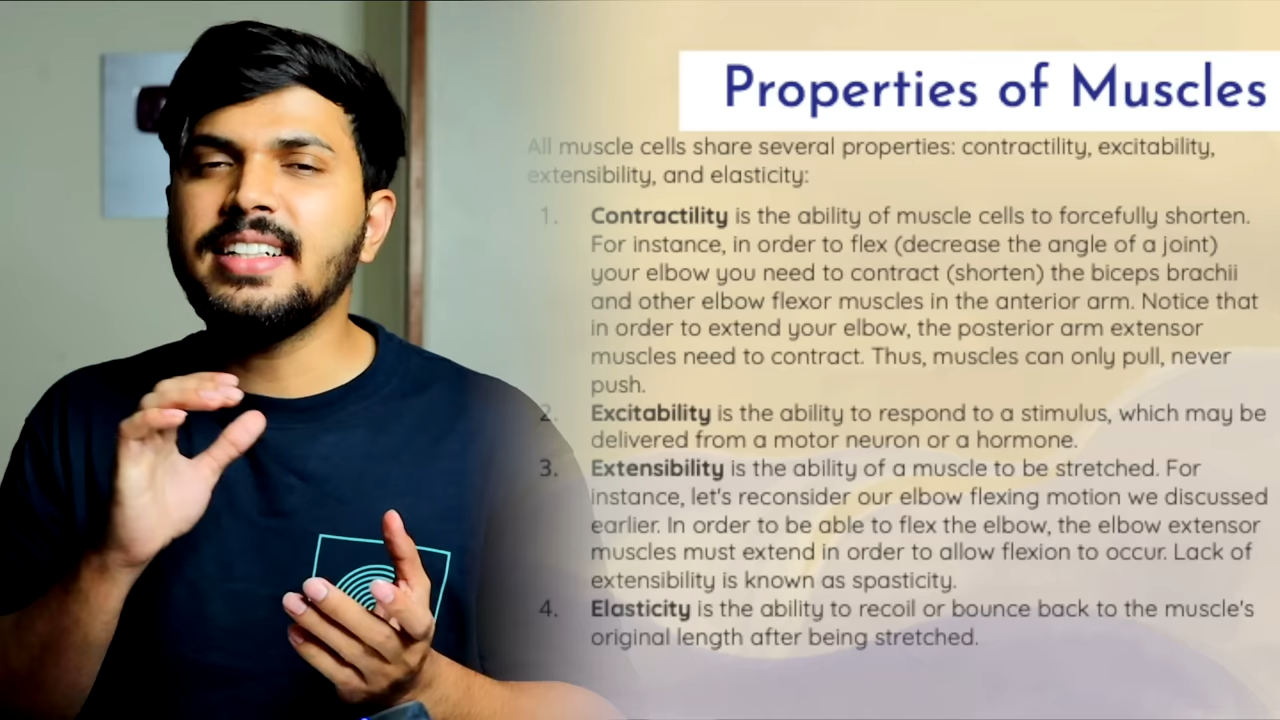 Properties of Muscles
All muscle cells share several properties: contractility, excitability,
extensibility, and elasticity:
1. Contractility is the ability of muscle cells to forcefully shorten.
For instance, in order to flex (decrease the angle of a joint)
your elbow you need to contract (shorten) the biceps brachii
and other elbow flexor muscles in the anterior arm. Notice that
in order to extend your elbow, the posterior arm extensor
muscles need to contract. Thus, muscles can only pull, never
push.
2. Excitability is the ability to respond to a stimulus, which may be
delivered from a motor neuron or a hormone.
3. Extensibility is the ability of a muscle to be stretched. For
instance, let's reconsider our elbow flexing motion we discussed
earlier. In order to be able to flex the elbow, the elbow extensor
muscles must extend in order to allow flexion to occur. Lack of
extensibility is known as spasticity.
4. Elasticity is the ability to recoil or bounce back to the muscle's
original length after being stretched.